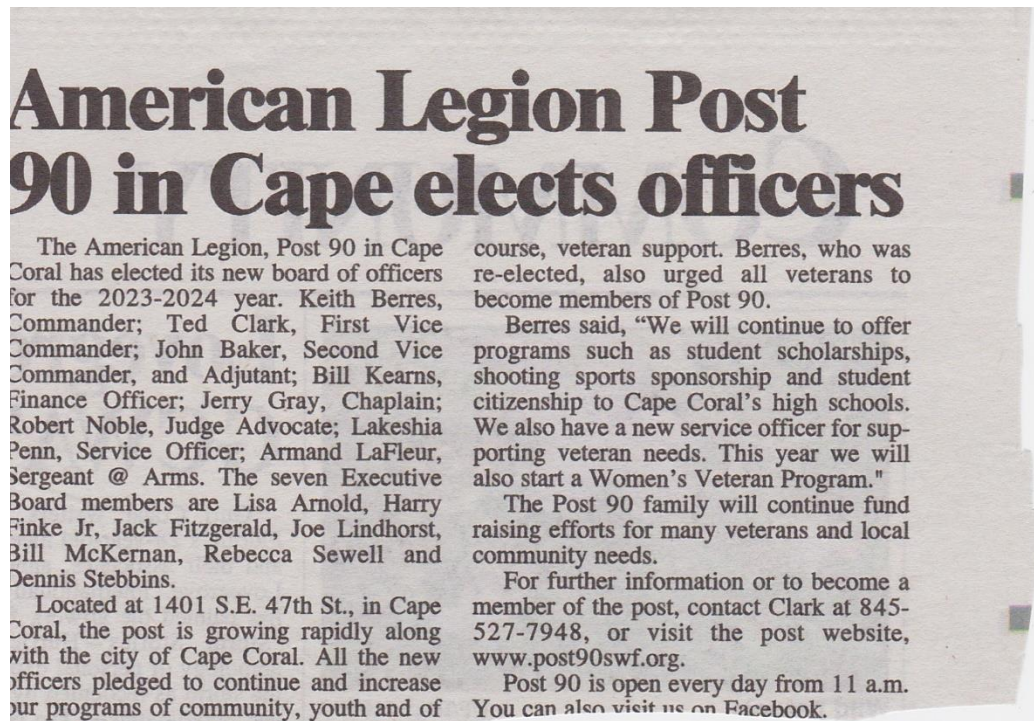 American Legion Post
90 in Cape elects officers
The American Legion, Post 90 in Cape
Coral has elected its new board of officers
for the 2023-2024 year. Keith Berres,
Commander; Ted Clark, First Vice
Commander; John Baker, Second Vice
Commander, and Adjutant; Bill Kearns,
Finance Officer; Jerry Gray, Chaplain;
Robert Noble, Judge Advocate; Lakeshia
Penn, Service Officer; Armand LaFleur,
Sergeant @ Arms. The seven Executive
Board members are Lisa Arnold, Harry
Finke Jr, Jack Fitzgerald, Joe Lindhorst,
Bill McKernan, Rebecca Sewell and
Dennis Stebbins.
Located at 1401 S.E. 47th St., in Cape
Coral, the post is growing rapidly along
with the city of Cape Coral. All the new
officers pledged to continue and increase
our programs of community, youth and of
course, veteran support. Berres, who was
re-elected, also urged all veterans to
become members of Post 90.
Berres said, “We will continue to offer
programs such as student scholarships,
shooting sports sponsorship and student
citizenship to Cape Coral’s high schools.
We also have a new service officer for sup-
porting veteran needs. This year we will
also start a Women’s Veteran Program."
The Post 90 family will continue fund
raising efforts for many veterans and local
community needs.
For further information or to become a
member of the post, contact Clark at 845-
527-7948, or visit the post website,
www.post90swf.org.
Post 90 is open every day from 11 a.m.
You can also visit us on Facebook.